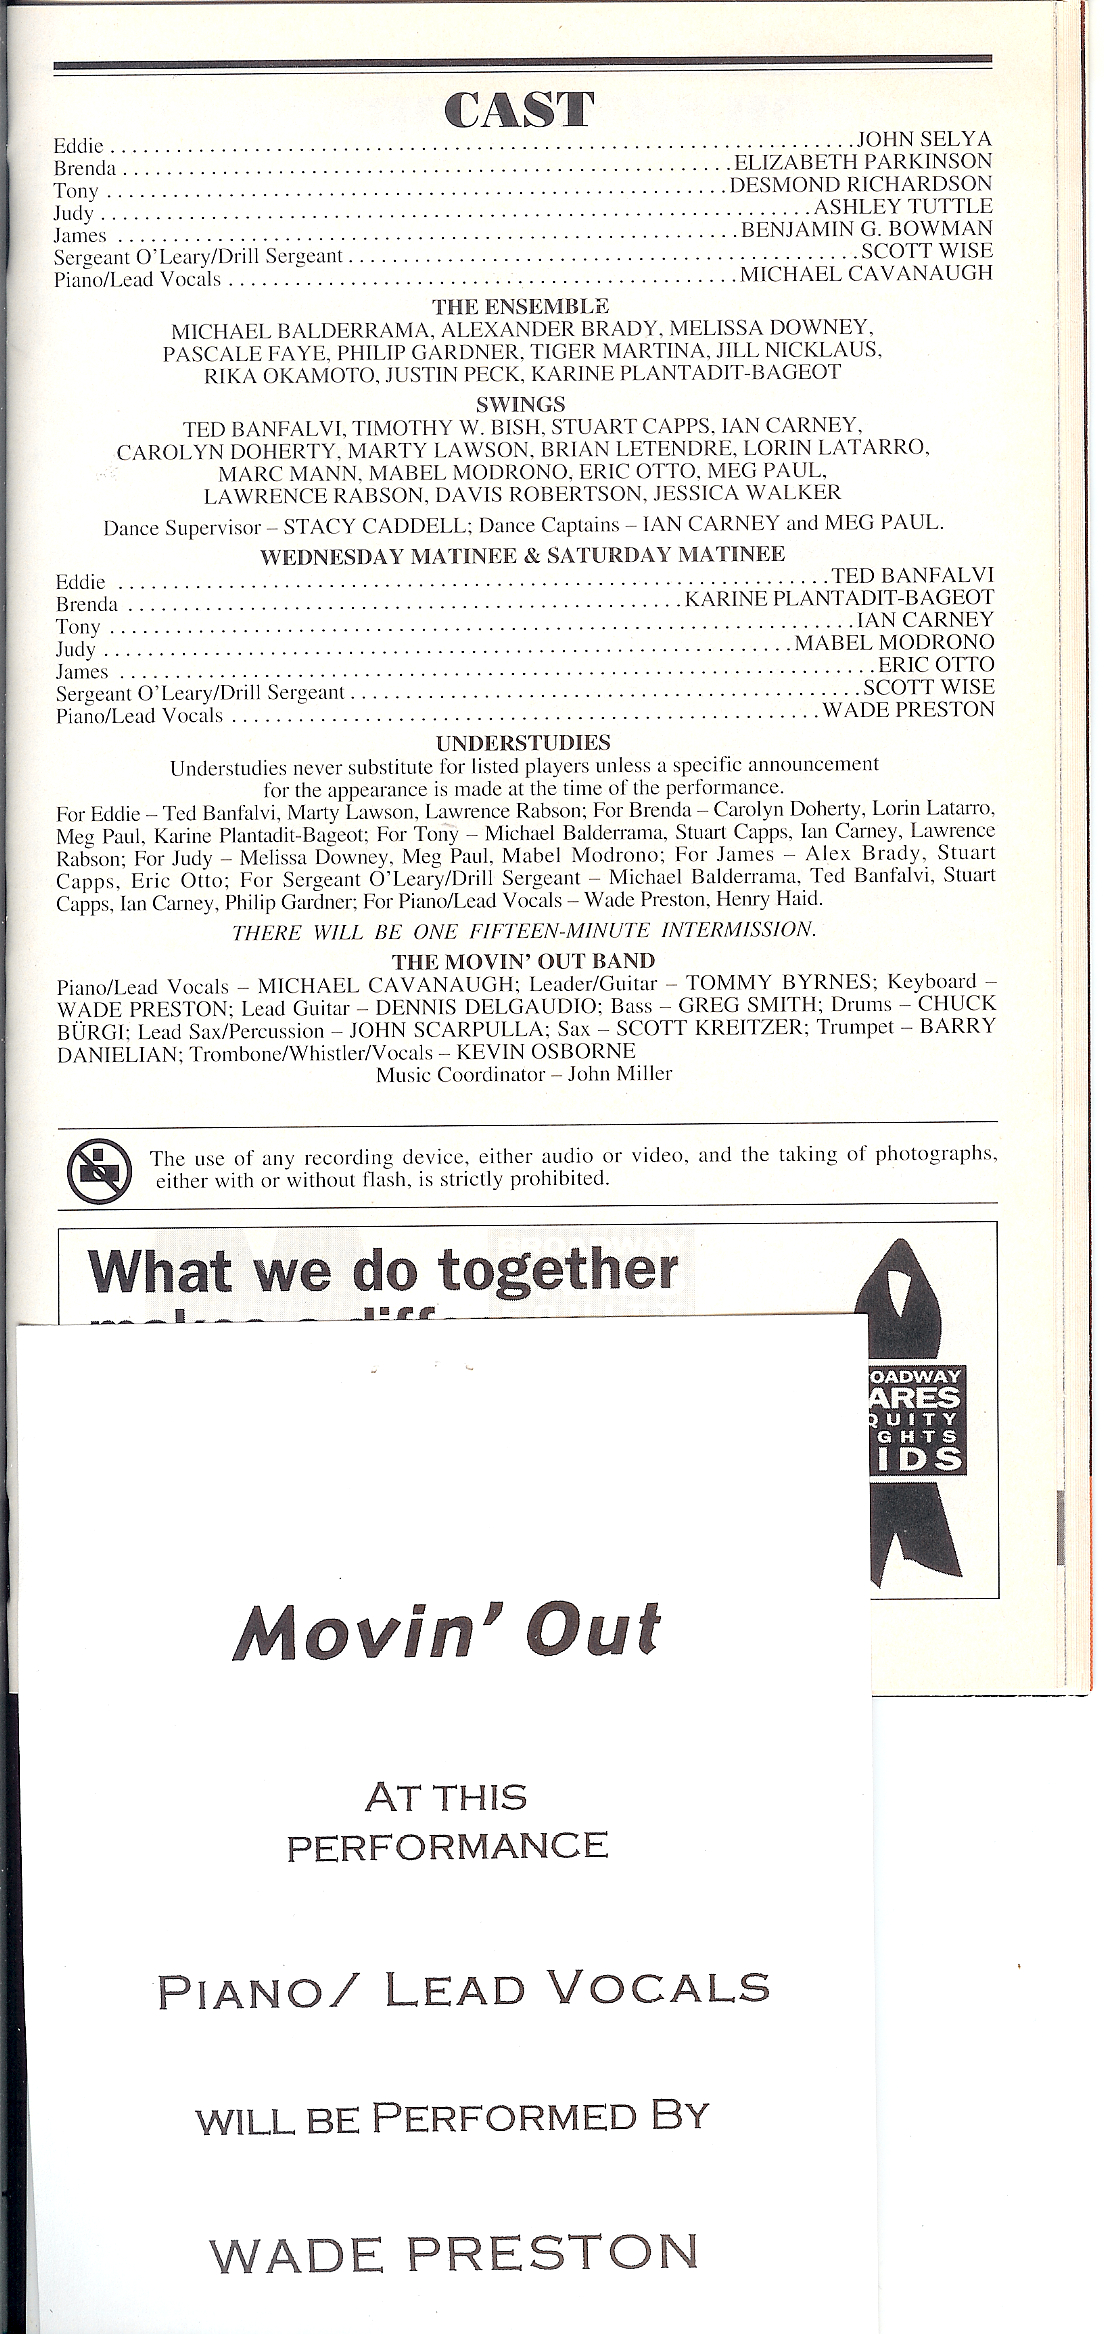 CAST
Eddie ..................................................................... JOHN SELYA
Brenda ......................................................... ELIZABETH PARKINSON
Tony .......................................................... DESMOND RICHARDSON
Judy .................................................................. ASHLEY TUTTLE
James .......................................................... BENJAMIN G. BOWMAN
Sergeant O'Leary/Drill Sergeant ................................................ SCOTT WISE
Piano/Lead Vocals ............................................... MICHAEL CAVANAUGH
THE ENSEMBLE
MICHAEL BALDERRAMA, ALEXANDER BRADY, MELISSA DOWNEY,
PASCALE FAYE, PHILIP GARDNER, TIGER MARTINA, JILL NICKLAUS,
RIKA OKAMOTO, JUSTIN PECK, KARINE PLANTADIT-BAGEOT
SWINGS
TED BANFALVI, TIMOTHY W. BISH, STUART CAPPS, IAN CARNEY,
CAROLYN DOHERTY, MARTY LAWSON, BRIAN LETENDRE, LORIN LATARRO,
MARC MANN, MABEL MODRONO, ERIC OTTO, MEG PAUL,
LAWRENCE RABSON, DAVIS ROBERTSON, JESSICA WALKER
Dance Supervisor – STACY CADDELL; Dance Captains – IAN CARNEY and MEG PAUL.
WEDNESDAY MATINEE & SATURDAY MATINEE
Eddie .................................................................. TED BANFALVI
Brenda .................................................... KARINE PLANTADIT-BAGEOT
Tony ..................................................................... IAN CARNEY
Judy ................................................................ MABEL MODRONO
James ..................................................................... ERIC OTTO
Sergeant O'Leary/Drill Sergeant ................................................ SCOTT WISE
Piano/Lead Vocals ...................................................... WADE PRESTON
UNDERSTUDIES
Understudies never substitute for listed players unless a specific announcement
for the appearance is made at the time of the performance.
For Eddie – Ted Banfalvi, Marty Lawson, Lawrence Rabson; For Brenda – Carolyn Doherty, Lorin Latarro,
Meg Paul, Karine Plantadit-Bageot; For Tony – Michael Balderrama, Stuart Capps, Ian Carney, Lawrence
Rabson; For Judy – Melissa Downey, Meg Paul, Mabel Modrono; For James – Alex Brady, Stuart
Capps, Eric Otto; For Sergeant O'Leary/Drill Sergeant – Michael Balderrama, Ted Banfalvi, Stuart
Capps, Ian Carney, Philip Gardner; For Piano/Lead Vocals – Wade Preston, Henry Haid.
THERE WILL BE ONE FIFTEEN-MINUTE INTERMISSION.
THE MOVIN' OUT BAND
Piano/Lead Vocals – MICHAEL CAVANAUGH; Leader/Guitar – TOMMY BYRNES; Keyboard –
WADE PRESTON; Lead Guitar – DENNIS DELGAUDIO; Bass – GREG SMITH; Drums – CHUCK
BÜRGI; Lead Sax/Percussion – JOHN SCARPULLA; Sax – SCOTT KREITZER; Trumpet – BARRY
DANIELIAN; Trombone/Whistler/Vocals – KEVIN OSBORNE
Music Coordinator – John Miller
The use of any recording device, either audio or video, and the taking of photographs,
either with or without flash, is strictly prohibited.
What we do together
OADWAY
ARES
QUITY
GHTS
IDS
Movin' Out
AT THIS
PERFORMANCE
PIANO/ LEAD VOCALS
WILL BE PERFORMED BY
WADE PRESTON